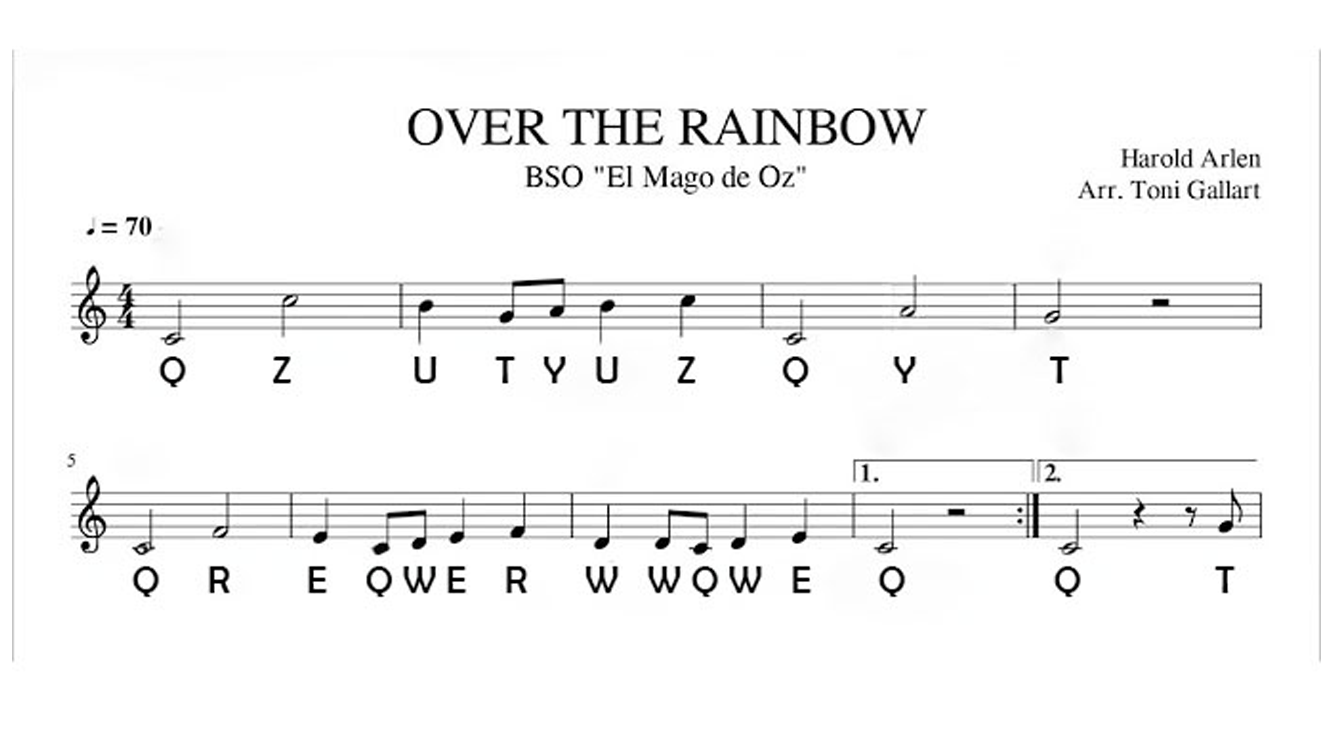 OVER THE RAINBOW
BSO "El Mago de Oz"
Harold Arlen
Arr. Toni Gallart
♩ = 70
4
4
Q Z U T Y U Z Q Y T
5
1. 2.
Q R E Q W E R W W Q W E Q Q T